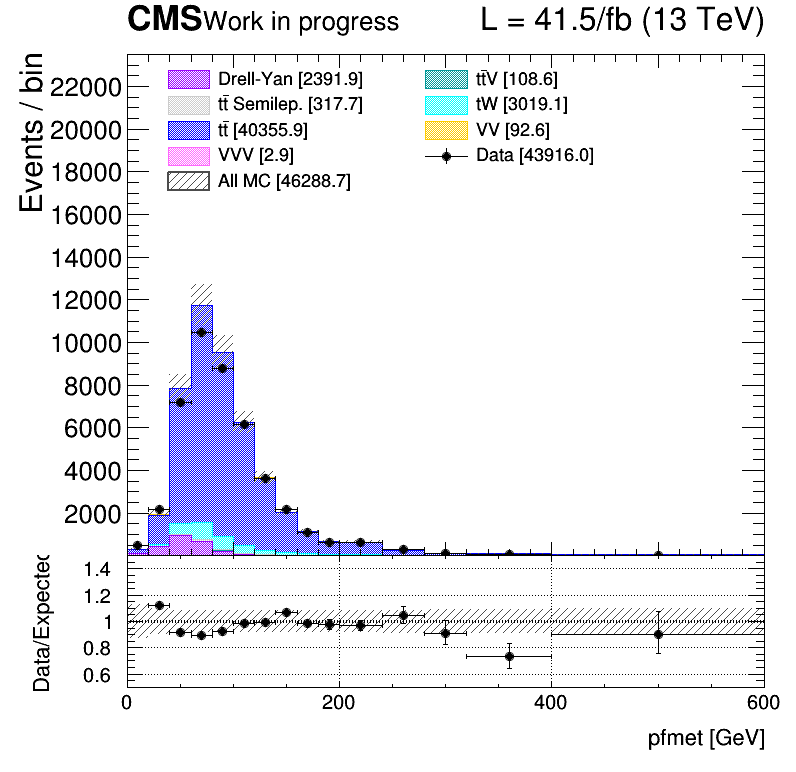 CMS Work in progress L = 41.5/fb (13 TeV)
Events / bin
22000
20000
18000
16000
14000
12000
10000
8000
6000
4000
2000
Drell-Yan [2391.9]
tt̄ Semilep. [317.7]
tt̄ [40355.9]
VVV [2.9]
All MC [46288.7]
tt̄V [108.6]
tW [3019.1]
VV [92.6]
Data [43916.0]
Data/Expected
1.4
1.2
1
0.8
0.6
0 200 400 600
pfmet [GeV]